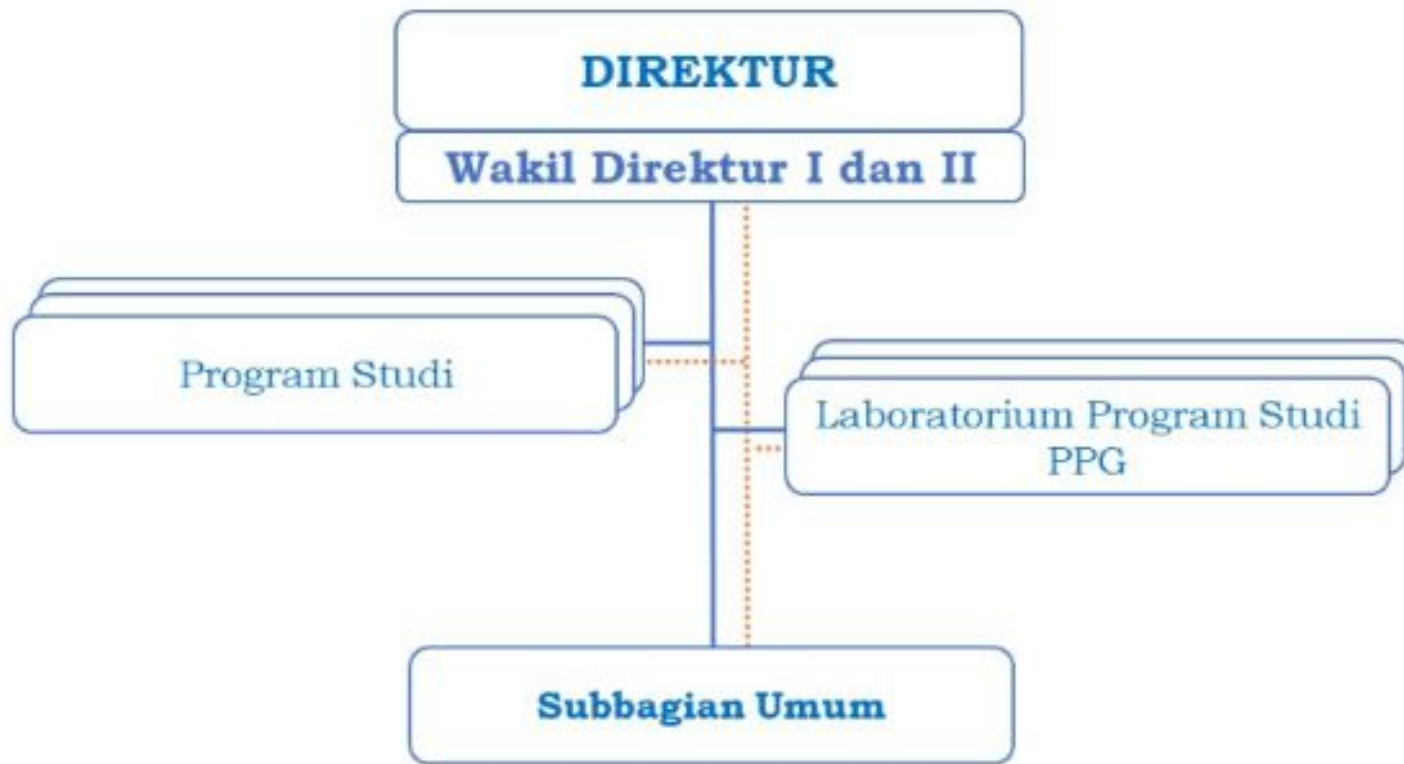 DIREKTUR
Wakil Direktur I dan II
Program Studi
Laboratorium Program Studi
PPG
Subbagian Umum